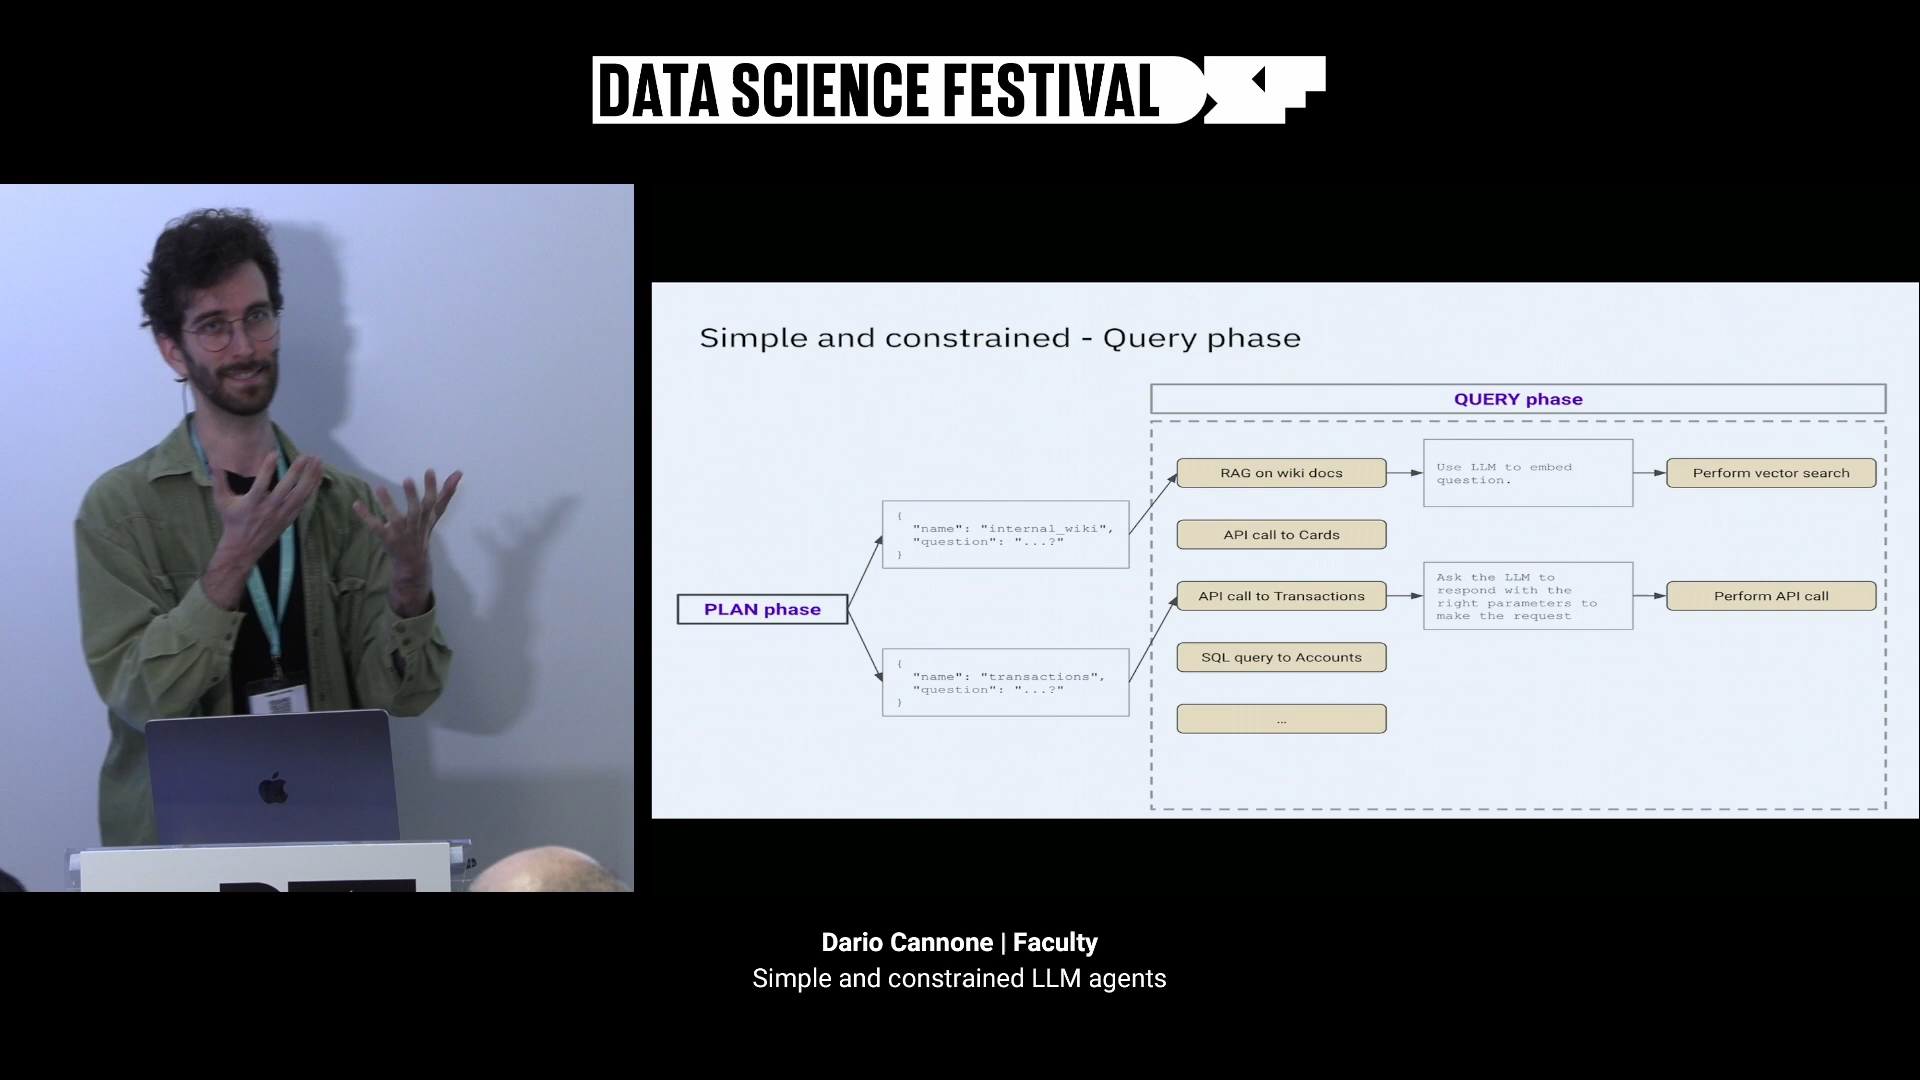 DATA SCIENCE FESTIVAL
Simple and constrained - Query phase
QUERY phase
PLAN phase
{
"name": "internal_wiki",
"question": "...?"
}
{
"name": "transactions",
"question": "...?"
}
RAG on wiki docs
Use LLM to embed
question.
Perform vector search
API call to Cards
API call to Transactions
Ask the LLM to
respond with the
right parameters to
make the request
Perform API call
SQL query to Accounts
...
Dario Cannone | Faculty
Simple and constrained LLM agents